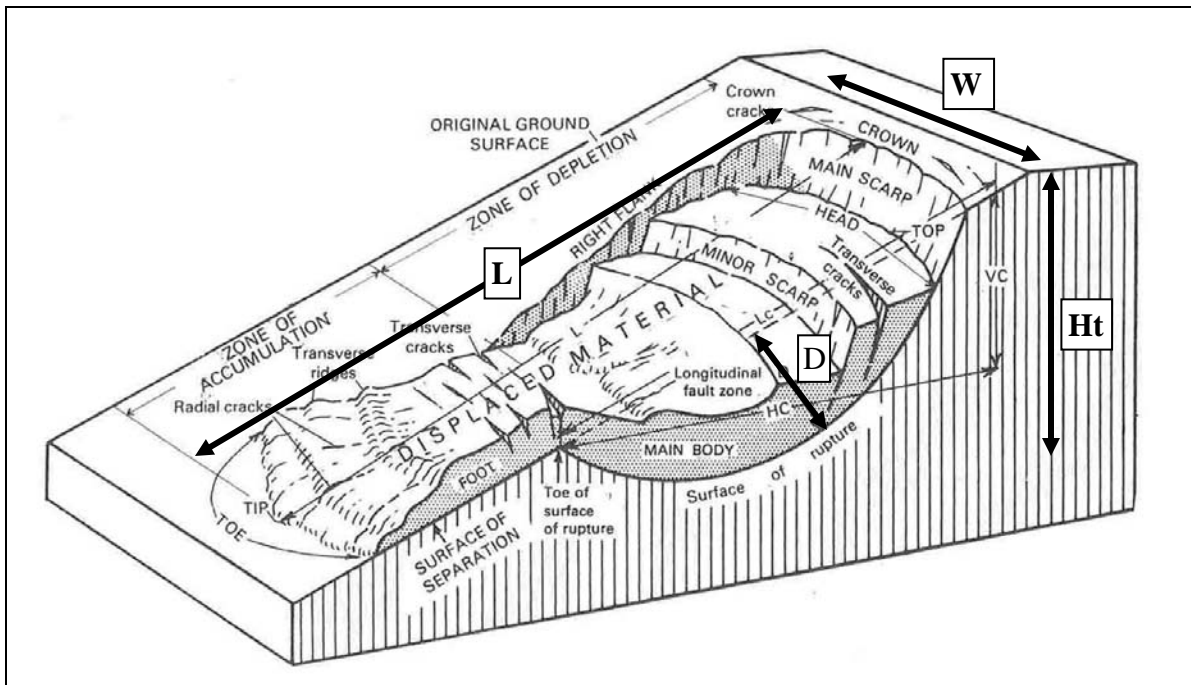 W
Crown
cracks
ORIGINAL GROUND
SURFACE
CROWN
ZONE OF DEPLETION
MAIN SCARP
RIGHT FLANK
HEAD
TOP
Transverse
cracks
MINOR SCARP
VC
L
Ht
ZONE OF
ACCUMULATION
Transverse
cracks
L
Lc
D
Transverse
ridges
Radial cracks
DISPLACED MATERIAL
Longitudinal
fault zone
D
HC
MAIN BODY
FOOT
Surface of rupture
TIP
TOE
Toe of
surface
of rupture
SURFACE OF
SEPARATION